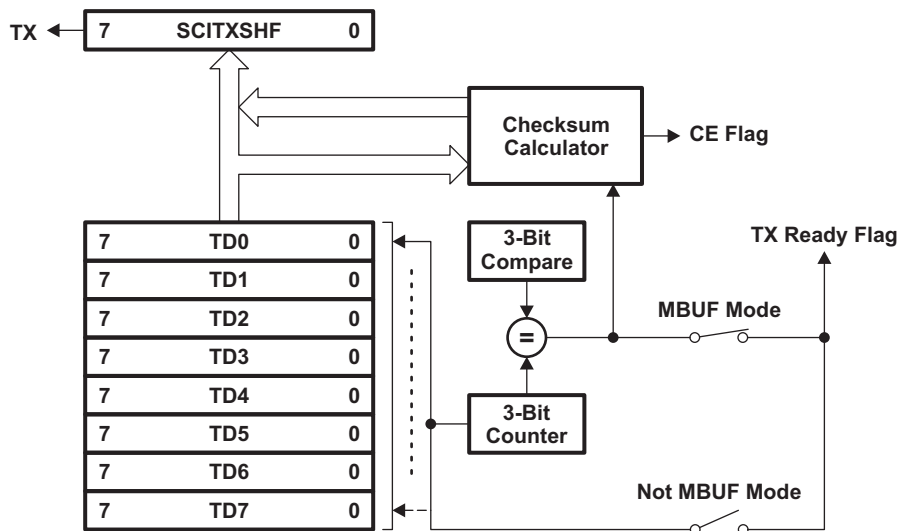 TX
7 SCITXSHF 0
Checksum
Calculator
CE Flag
7 TD0 0
7 TD1 0
7 TD2 0
7 TD3 0
7 TD4 0
7 TD5 0
7 TD6 0
7 TD7 0
3-Bit
Compare
=
3-Bit
Counter
TX Ready Flag
MBUF Mode
Not MBUF Mode